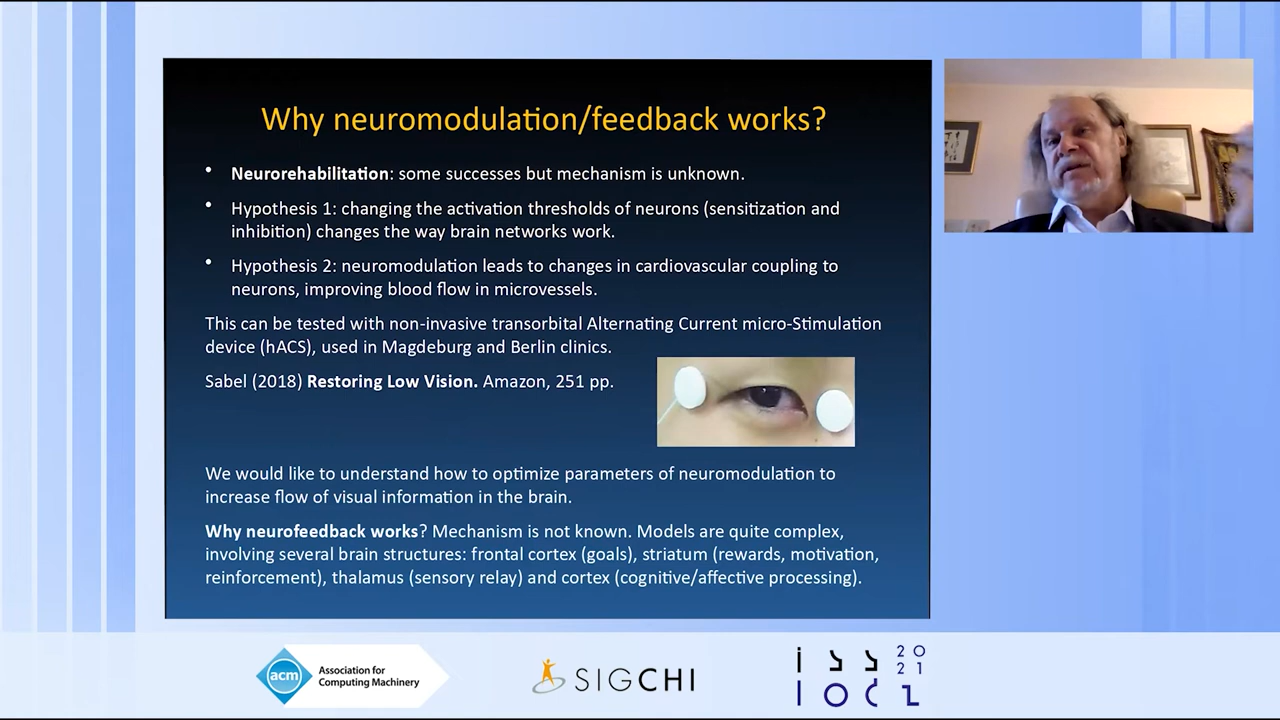 Why neuromodulation/feedback works?
• Neurorehabilitation: some successes but mechanism is unknown.
• Hypothesis 1: changing the activation thresholds of neurons (sensitization and
inhibition) changes the way brain networks work.
• Hypothesis 2: neuromodulation leads to changes in cardiovascular coupling to
neurons, improving blood flow in microvessels.
This can be tested with non-invasive transorbital Alternating Current micro-Stimulation
device (hACS), used in Magdeburg and Berlin clinics.
Sabel (2018) Restoring Low Vision. Amazon, 251 pp.
We would like to understand how to optimize parameters of neuromodulation to
increase flow of visual information in the brain.
Why neurofeedback works? Mechanism is not known. Models are quite complex,
involving several brain structures: frontal cortex (goals), striatum (rewards, motivation,
reinforcement), thalamus (sensory relay) and cortex (cognitive/affective processing).
acm
Association for
Computing Machinery
SIGCHI
20
21